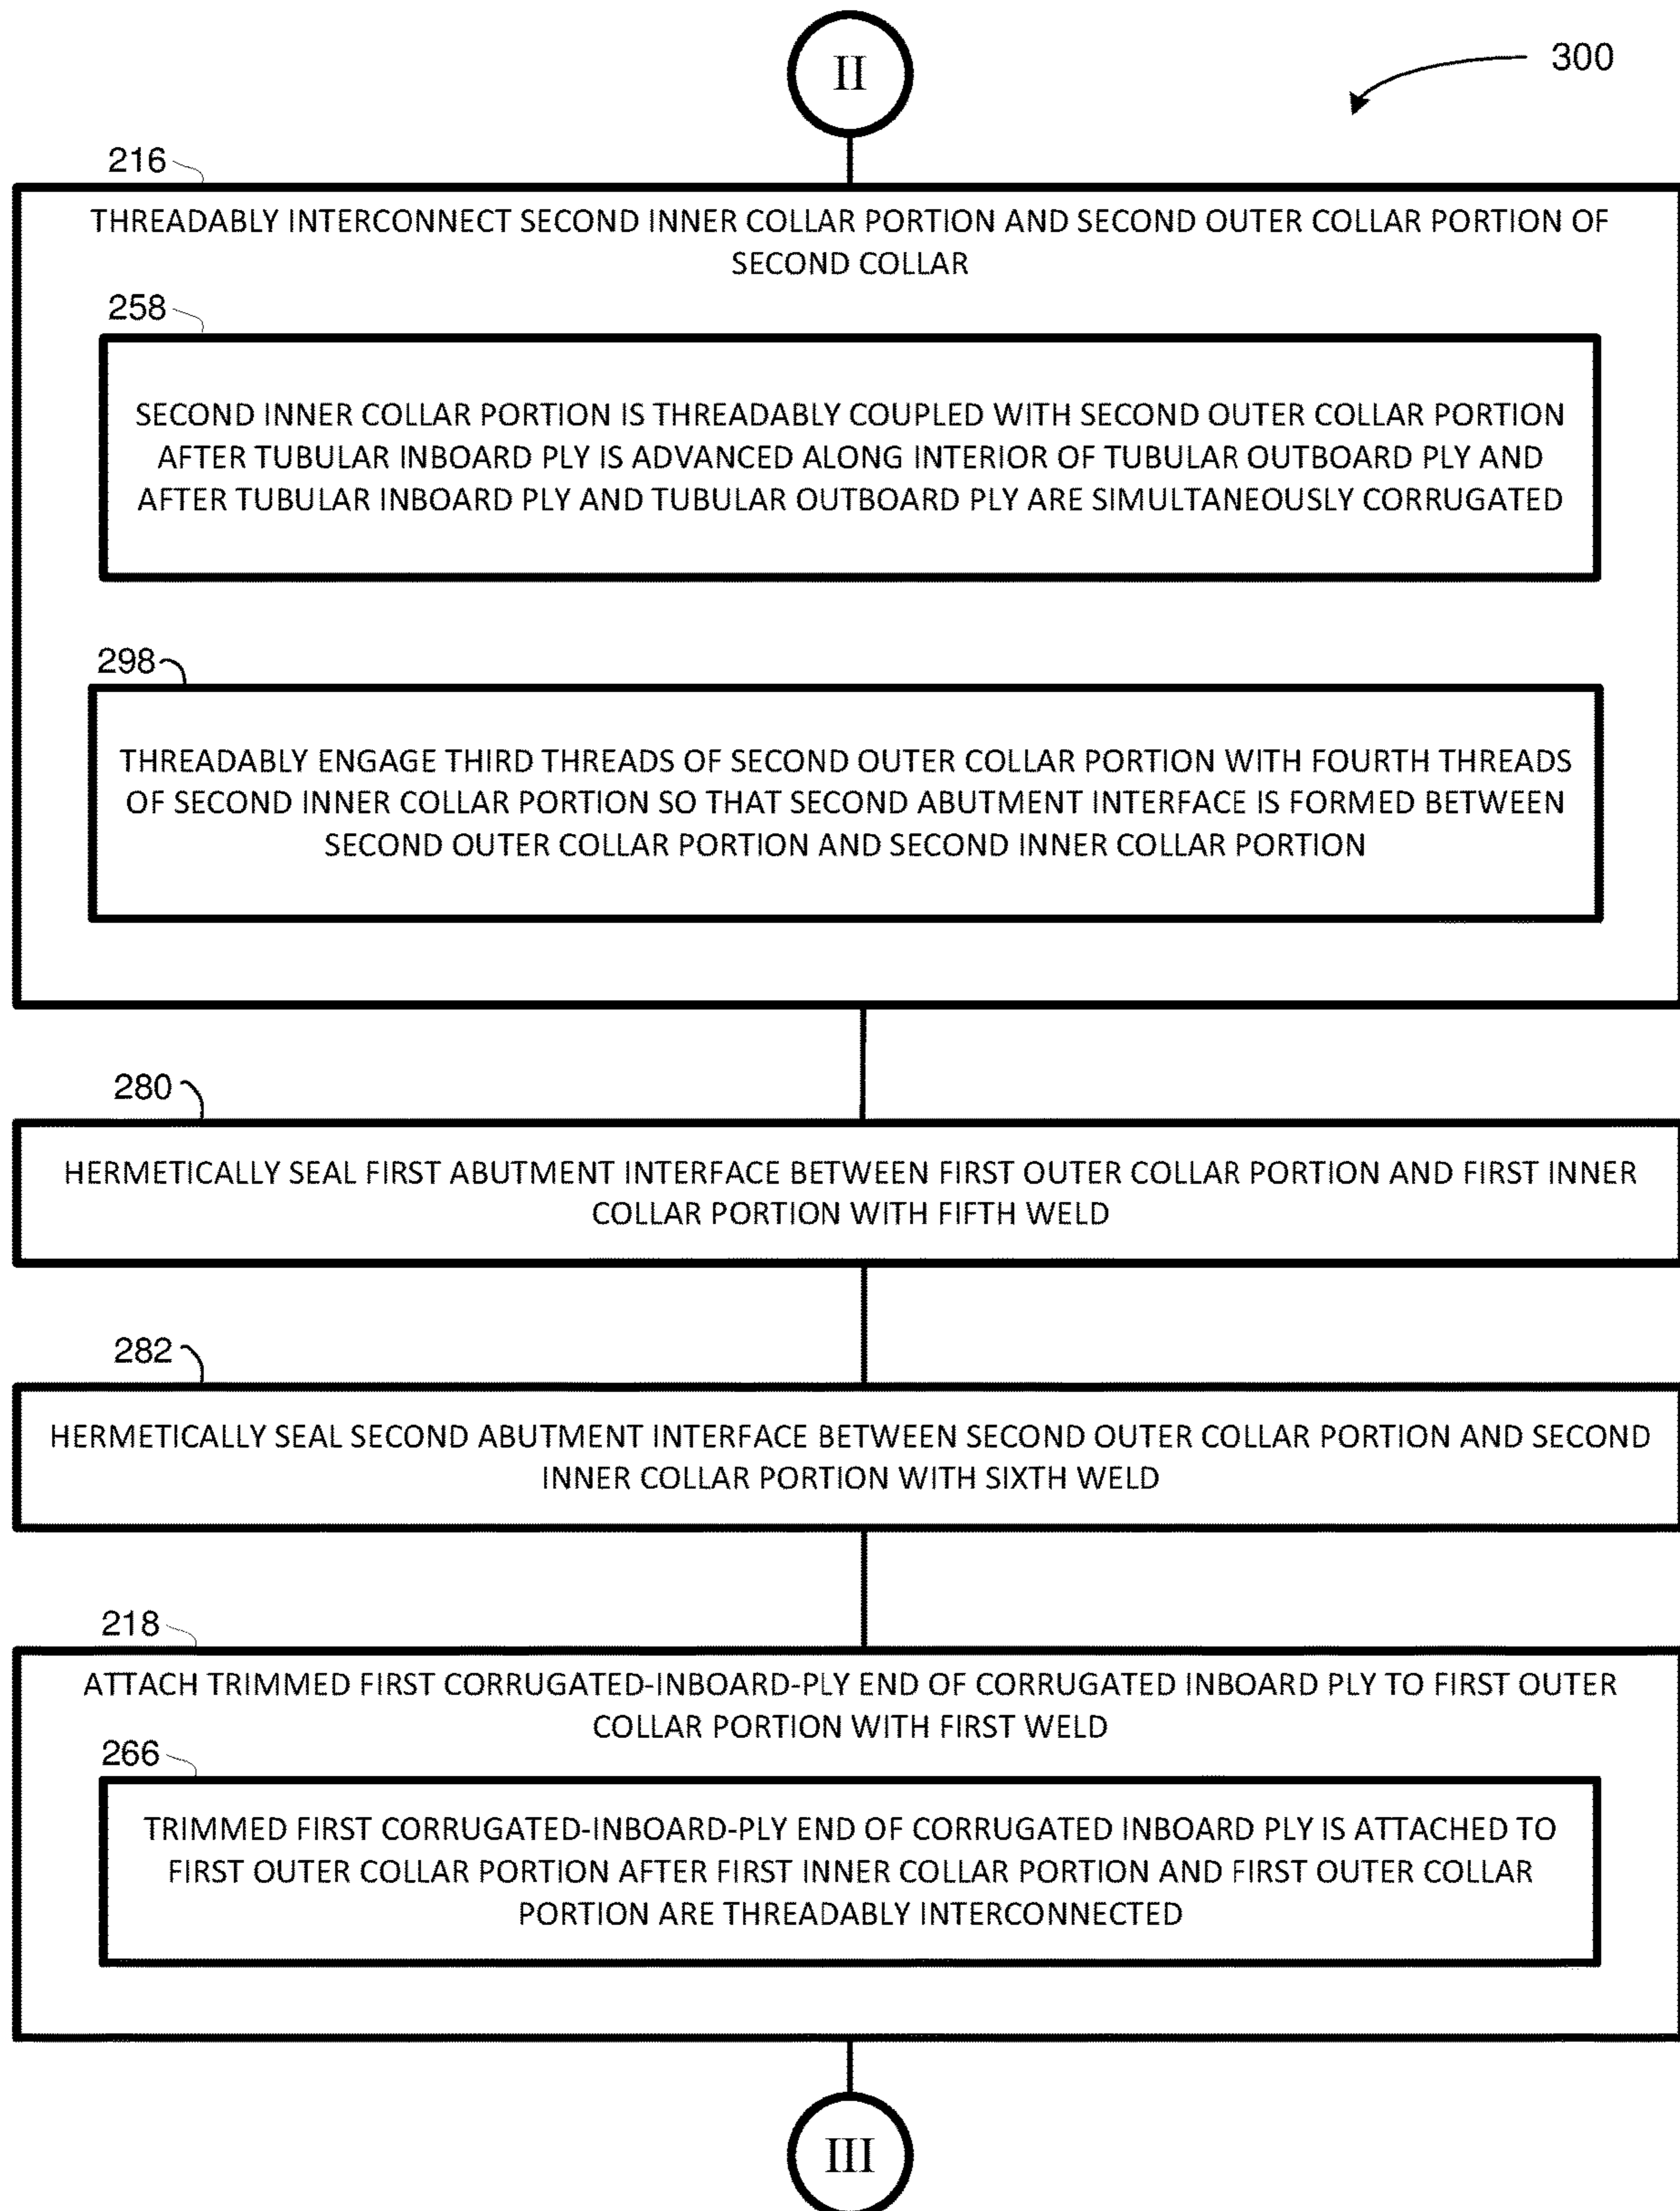 II
300
216
THREADABLY INTERCONNECT SECOND INNER COLLAR PORTION AND SECOND OUTER COLLAR PORTION OF
SECOND COLLAR
258
SECOND INNER COLLAR PORTION IS THREADABLY COUPLED WITH SECOND OUTER COLLAR PORTION
AFTER TUBULAR INBOARD PLY IS ADVANCED ALONG INTERIOR OF TUBULAR OUTBOARD PLY AND
AFTER TUBULAR INBOARD PLY AND TUBULAR OUTBOARD PLY ARE SIMULTANEOUSLY CORRUGATED
298
THREADABLY ENGAGE THIRD THREADS OF SECOND OUTER COLLAR PORTION WITH FOURTH THREADS
OF SECOND INNER COLLAR PORTION SO THAT SECOND ABUTMENT INTERFACE IS FORMED BETWEEN
SECOND OUTER COLLAR PORTION AND SECOND INNER COLLAR PORTION
280
HERMETICALLY SEAL FIRST ABUTMENT INTERFACE BETWEEN FIRST OUTER COLLAR PORTION AND FIRST INNER
COLLAR PORTION WITH FIFTH WELD
282
HERMETICALLY SEAL SECOND ABUTMENT INTERFACE BETWEEN SECOND OUTER COLLAR PORTION AND SECOND
INNER COLLAR PORTION WITH SIXTH WELD
218
ATTACH TRIMMED FIRST CORRUGATED-INBOARD-PLY END OF CORRUGATED INBOARD PLY TO FIRST OUTER
COLLAR PORTION WITH FIRST WELD
266
TRIMMED FIRST CORRUGATED-INBOARD-PLY END OF CORRUGATED INBOARD PLY IS ATTACHED TO
FIRST OUTER COLLAR PORTION AFTER FIRST INNER COLLAR PORTION AND FIRST OUTER COLLAR
PORTION ARE THREADABLY INTERCONNECTED
III